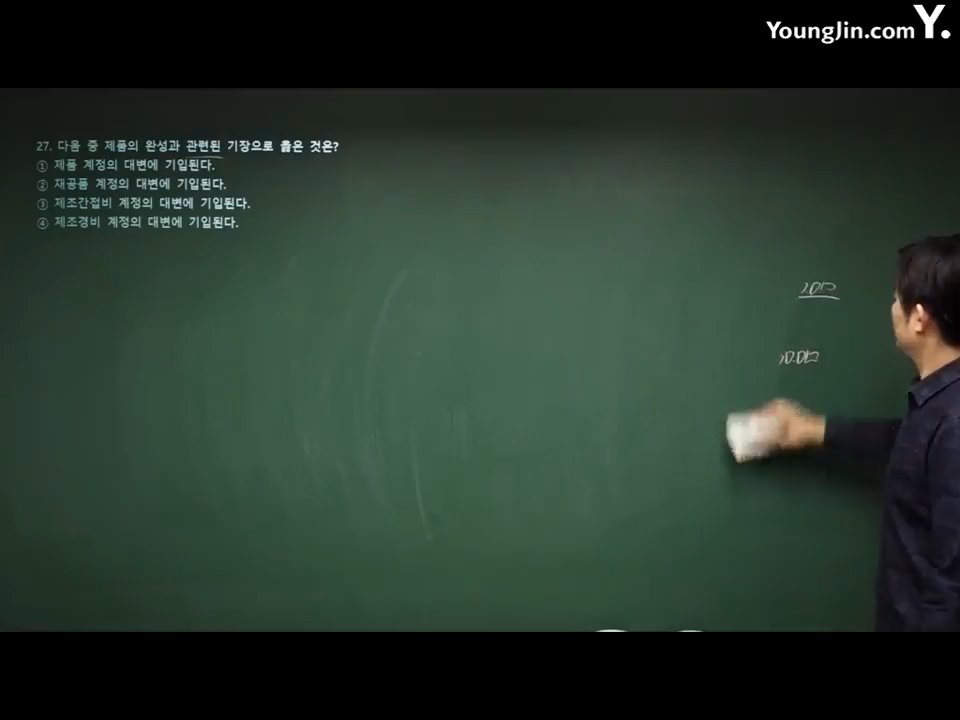 YoungJin.com Y.
27. 다음 중 제품의 완성과 관련된 기장으로 옳은 것은?
① 제품 계정의 대변에 기입된다.
② 재공품 계정의 대변에 기입된다.
③ 제조간접비 계정의 대변에 기입된다.
④ 제조경비 계정의 대변에 기입된다.